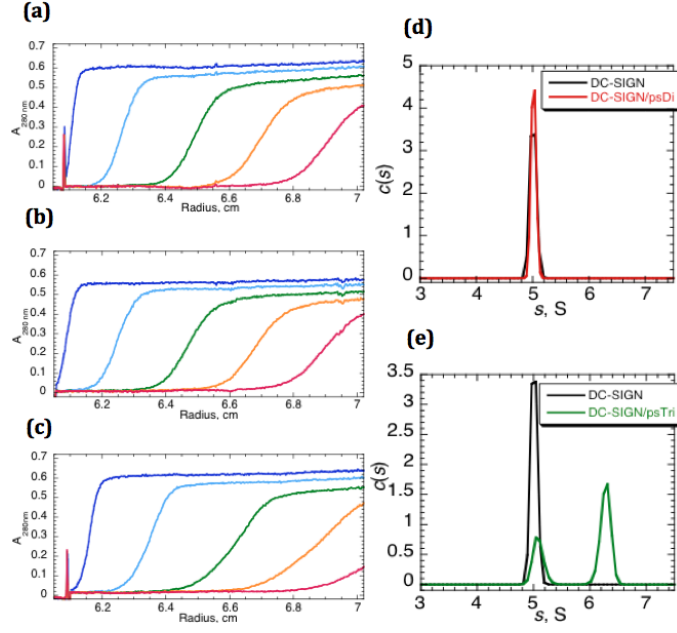 (a)
0.7
0.6
0.5
0.4
0.3
0.2
0.1
0
A280 nm
6.2 6.4 6.6 6.8 7
Radius, cm
(b)
0.7
0.6
0.5
0.4
0.3
0.2
0.1
0
A280 nm
6.2 6.4 6.6 6.8 7
Radius, cm
(c)
0.7
0.6
0.5
0.4
0.3
0.2
0.1
0
A280nm
6.2 6.4 6.6 6.8 7
Radius, cm
(d)
DC-SIGN
DC-SIGN/psDi
5
4
3
2
1
0
c(s)
3 4 5 6 7
s, S
(e)
DC-SIGN
DC-SIGN/psTri
3.5
3
2.5
2
1.5
1
0.5
0
c(s)
3 4 5 6 7
s, S